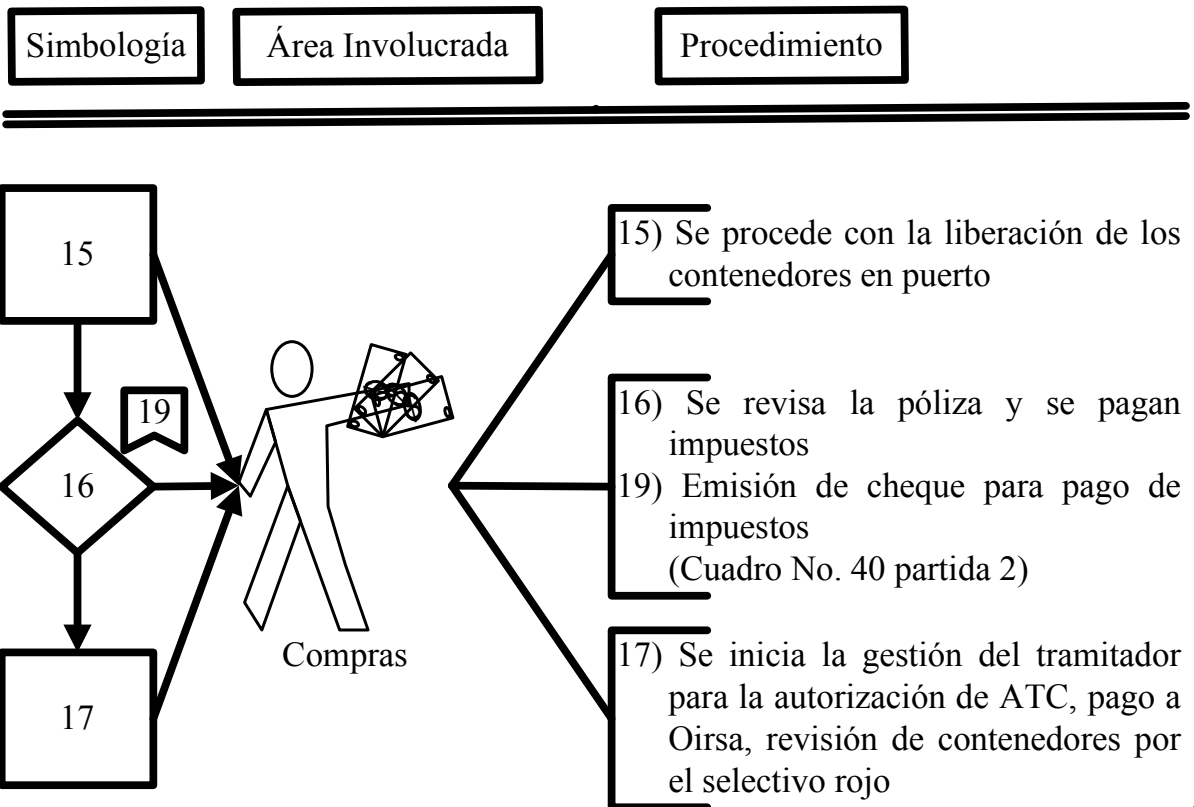 Simbología
Área Involucrada
Procedimiento
15
19
16
17
Compras
15) Se procede con la liberación de los
contenedores en puerto
16) Se revisa la póliza y se pagan
impuestos
19) Emisión de cheque para pago de
impuestos
(Cuadro No. 40 partida 2)
17) Se inicia la gestión del tramitador
para la autorización de ATC, pago a
Oirsa, revisión de contenedores por
el selectivo rojo